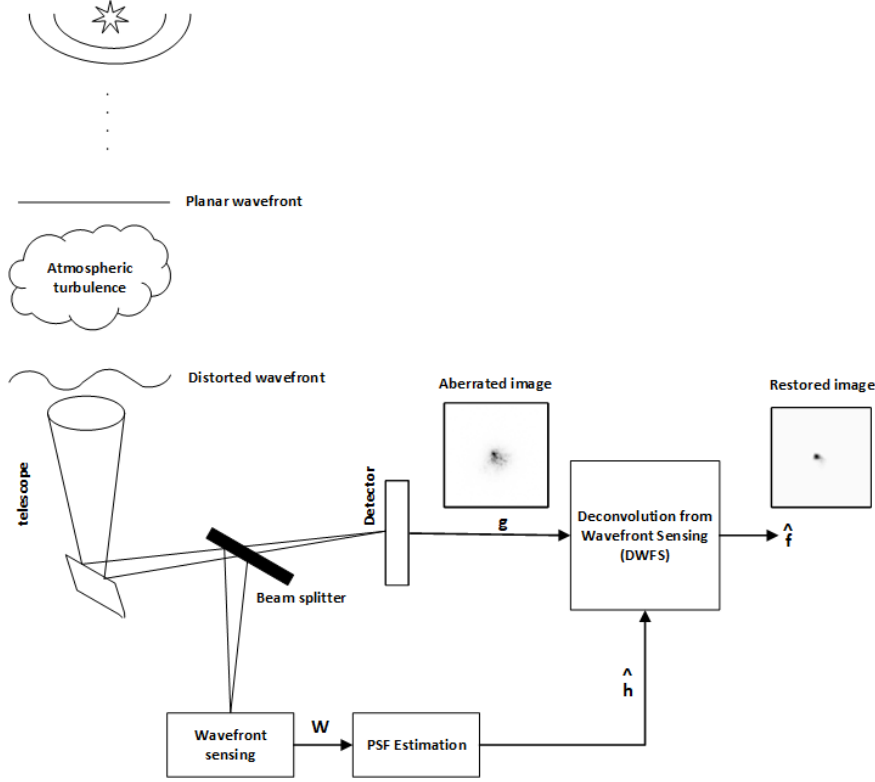 Planar wavefront
Atmospheric
turbulence
Distorted wavefront
Aberrated image
Restored image
telescope
Detector
g
Deconvolution from
Wavefront Sensing
(DWFS)
f̂
Beam splitter
ĥ
Wavefront
sensing
W
PSF Estimation